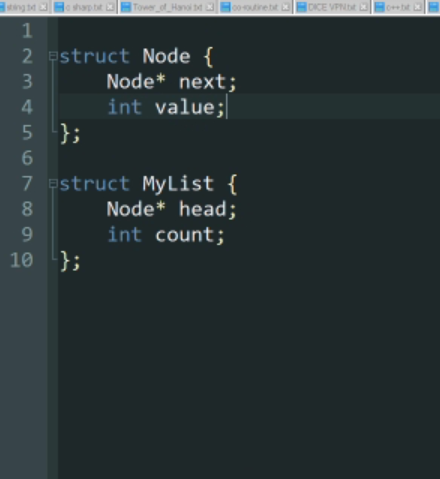 string.txt c sharp.txt Tower_of_Hanoi.txt co-routine.txt DICE VPN.txt c++.txt
1
2 struct Node {
3 Node* next;
4 int value;
5 };
6
7 struct MyList {
8 Node* head;
9 int count;
10 };